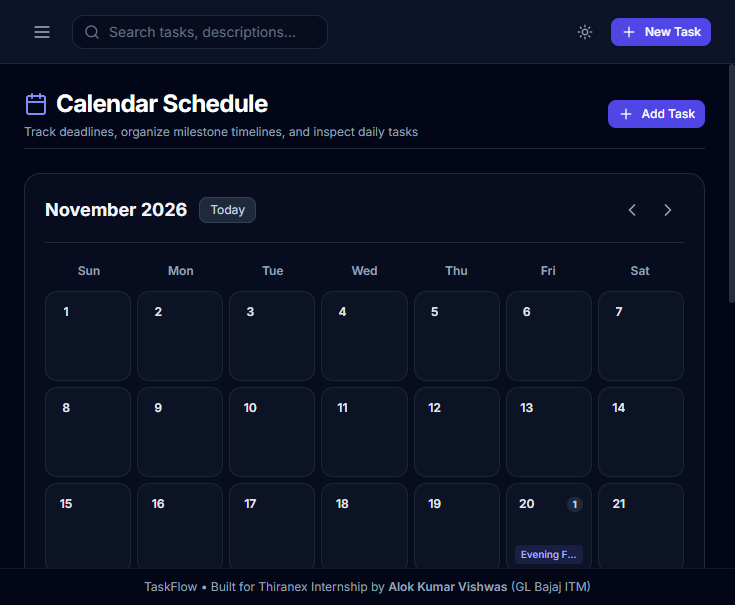 Search tasks, descriptions...
New Task
Calendar Schedule
Add Task
Track deadlines, organize milestone timelines, and inspect daily tasks
November 2026 Today
Sun Mon Tue Wed Thu Fri Sat
1 2 3 4 5 6 7
8 9 10 11 12 13 14
15 16 17 18 19 20 1 21
Evening F...
TaskFlow • Built for Thiranex Internship by Alok Kumar Vishwas (GL Bajaj ITM)